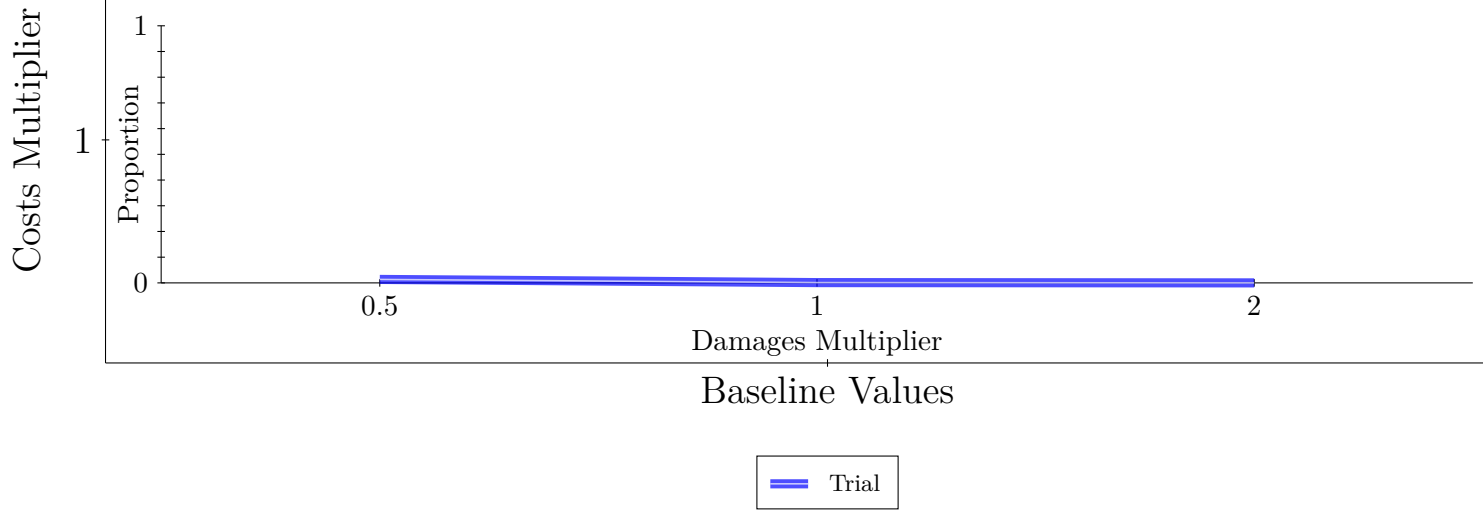 Costs Multiplier
1
Proportion
1
0
0.5
1
2
Damages Multiplier
Baseline Values
Trial